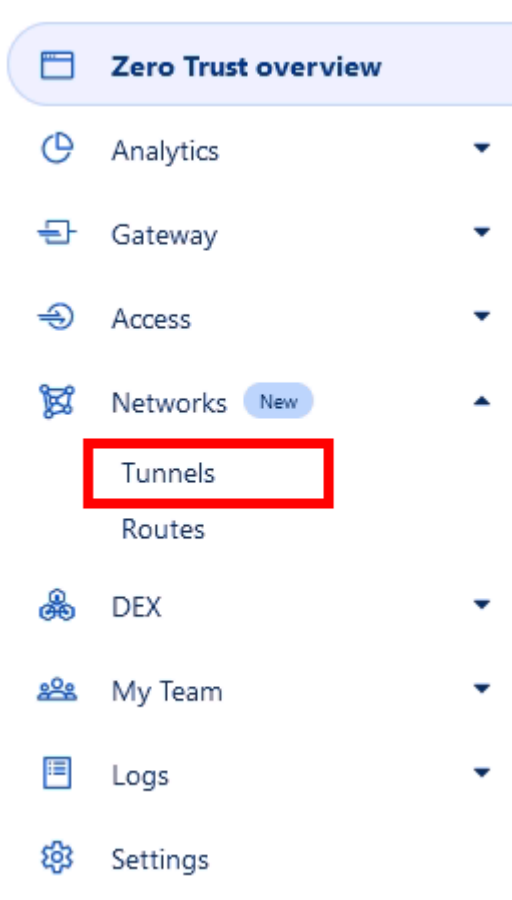 Zero Trust overview
Analytics
Gateway
Access
Networks New
Tunnels
Routes
DEX
My Team
Logs
Settings